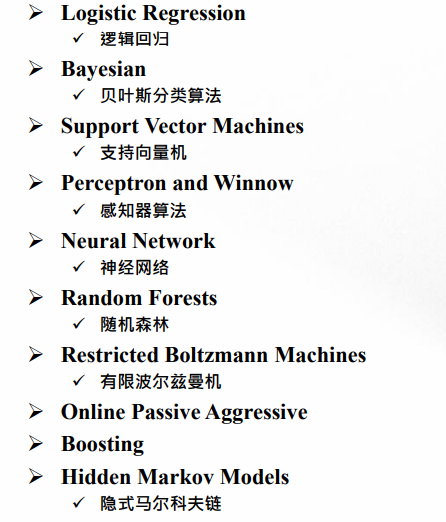 Logistic Regression
逻辑回归
Bayesian
贝叶斯分类算法
Support Vector Machines
支持向量机
Perceptron and Winnow
感知器算法
Neural Network
神经网络
Random Forests
随机森林
Restricted Boltzmann Machines
有限波尔兹曼机
Online Passive Aggressive
Boosting
Hidden Markov Models
隐式马尔科夫链